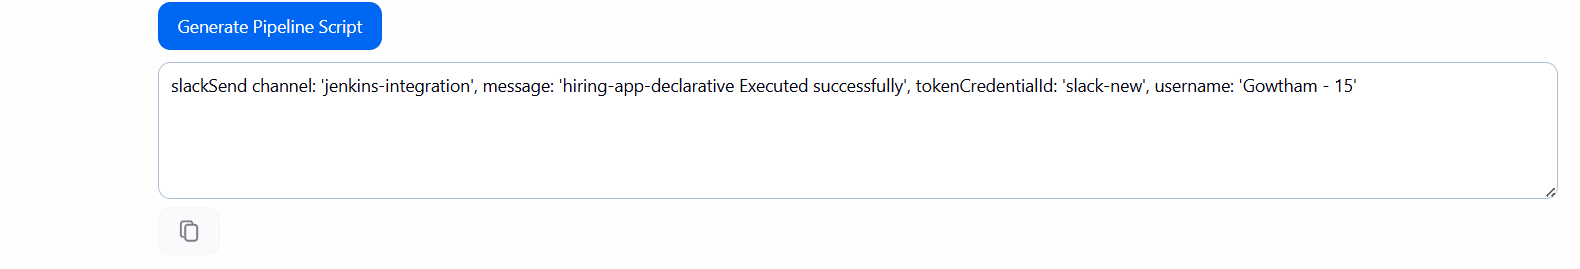 Generate Pipeline Script
slackSend channel: 'jenkins-integration', message: 'hiring-app-declarative Executed successfully', tokenCredentialId: 'slack-new', username: 'Gowtham - 15'